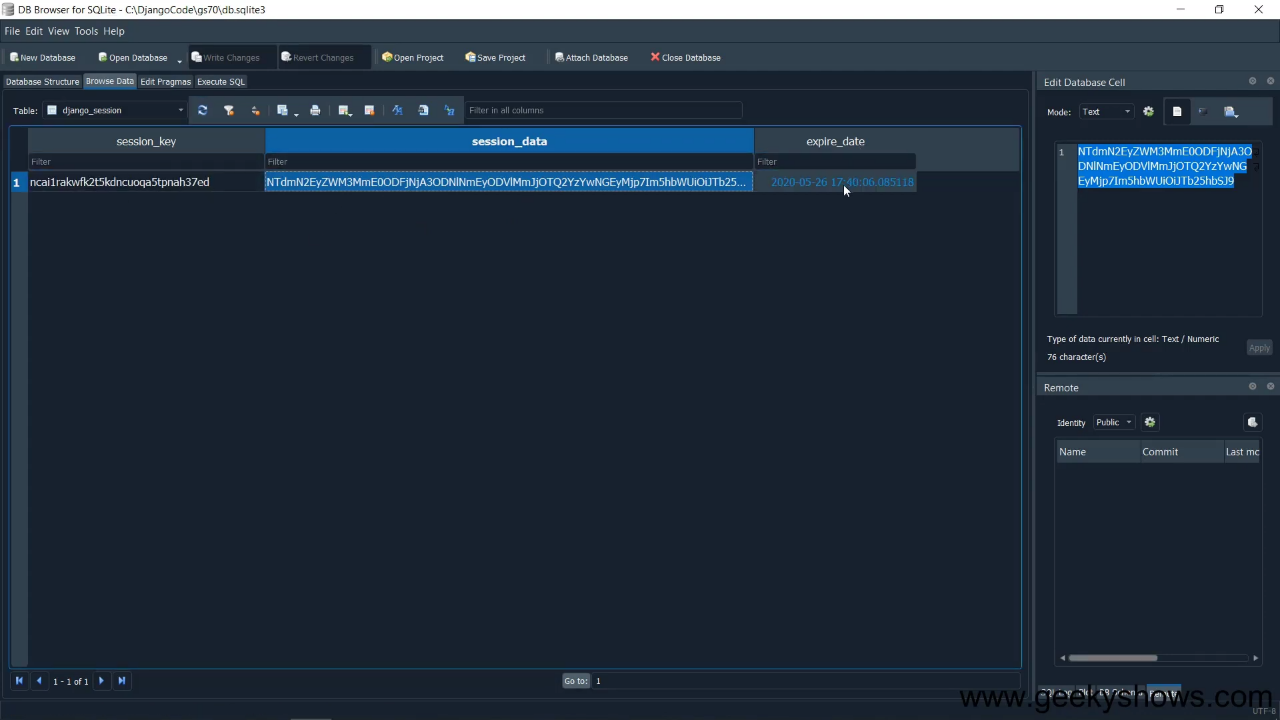 DB Browser for SQLite - C:\DjangoCode\gs70\db.sqlite3
File Edit View Tools Help
New Database Open Database Write Changes Revert Changes Open Project Save Project Attach Database Close Database
Database Structure Browse Data Edit Pragmas Execute SQL
Table: django_session Filter in all columns
session_key session_data expire_date
Filter Filter Filter
1 ncai1rakwfk2t5kdncuoqa5tpnah37ed NTdmN2EyZWM3MmE0ODFjNjA3ODNlNmEyODVlMmJjOTQ2YzYwNGEyMjp7Im5hbWUiOiJTb25... 2020-05-26 17:40:06.085118
1 - 1 of 1 Go to: 1
Edit Database Cell
Mode: Text
1 NTdmN2EyZWM3MmE0ODFjNjA3O
DNlNmEyODVlMmJjOTQ2YzYwNG
EyMjp7Im5hbWUiOiJTb25hbSJ9
Type of data currently in cell: Text / Numeric
76 character(s) Apply
Remote
Identity Public
Name Commit Last mo
www.geekyshows.com
UTF-8